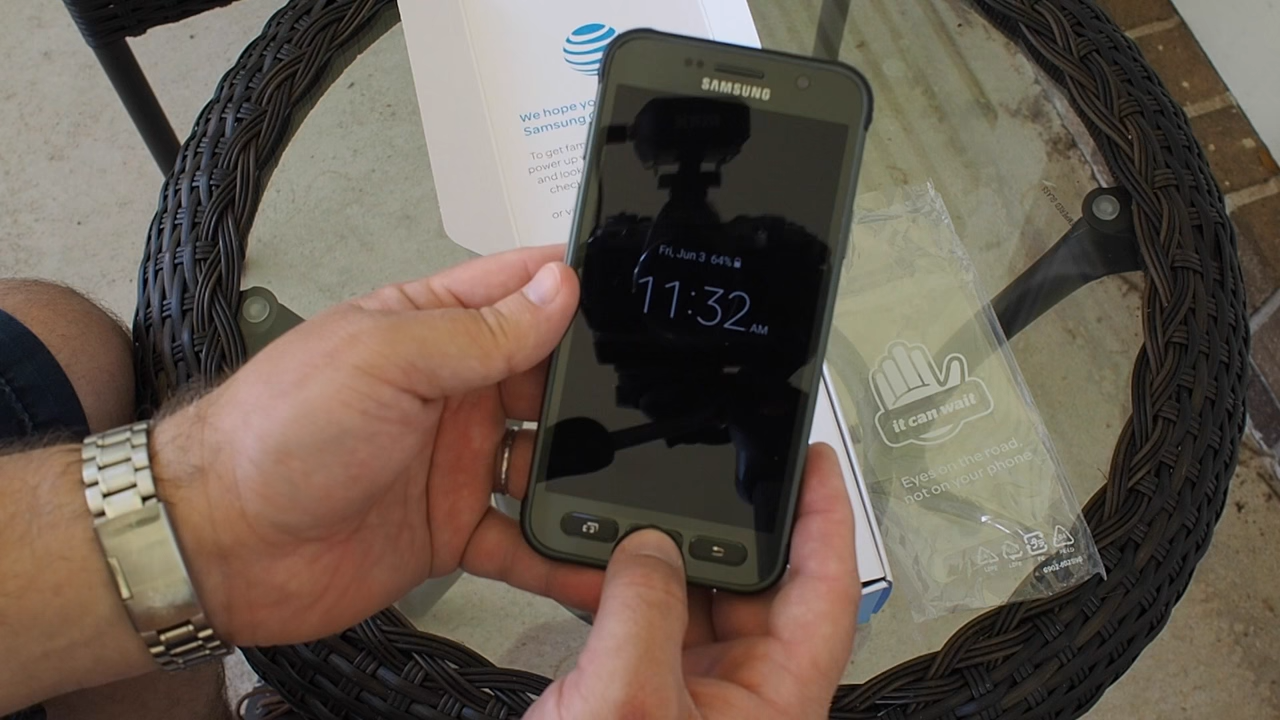 We hope yo
Samsung
To get fam
power up
and look
chec
or v
SAMSUNG
Fri, Jun 3 64%
11:32 AM
it can wait
Eyes on the road,
not on your phone